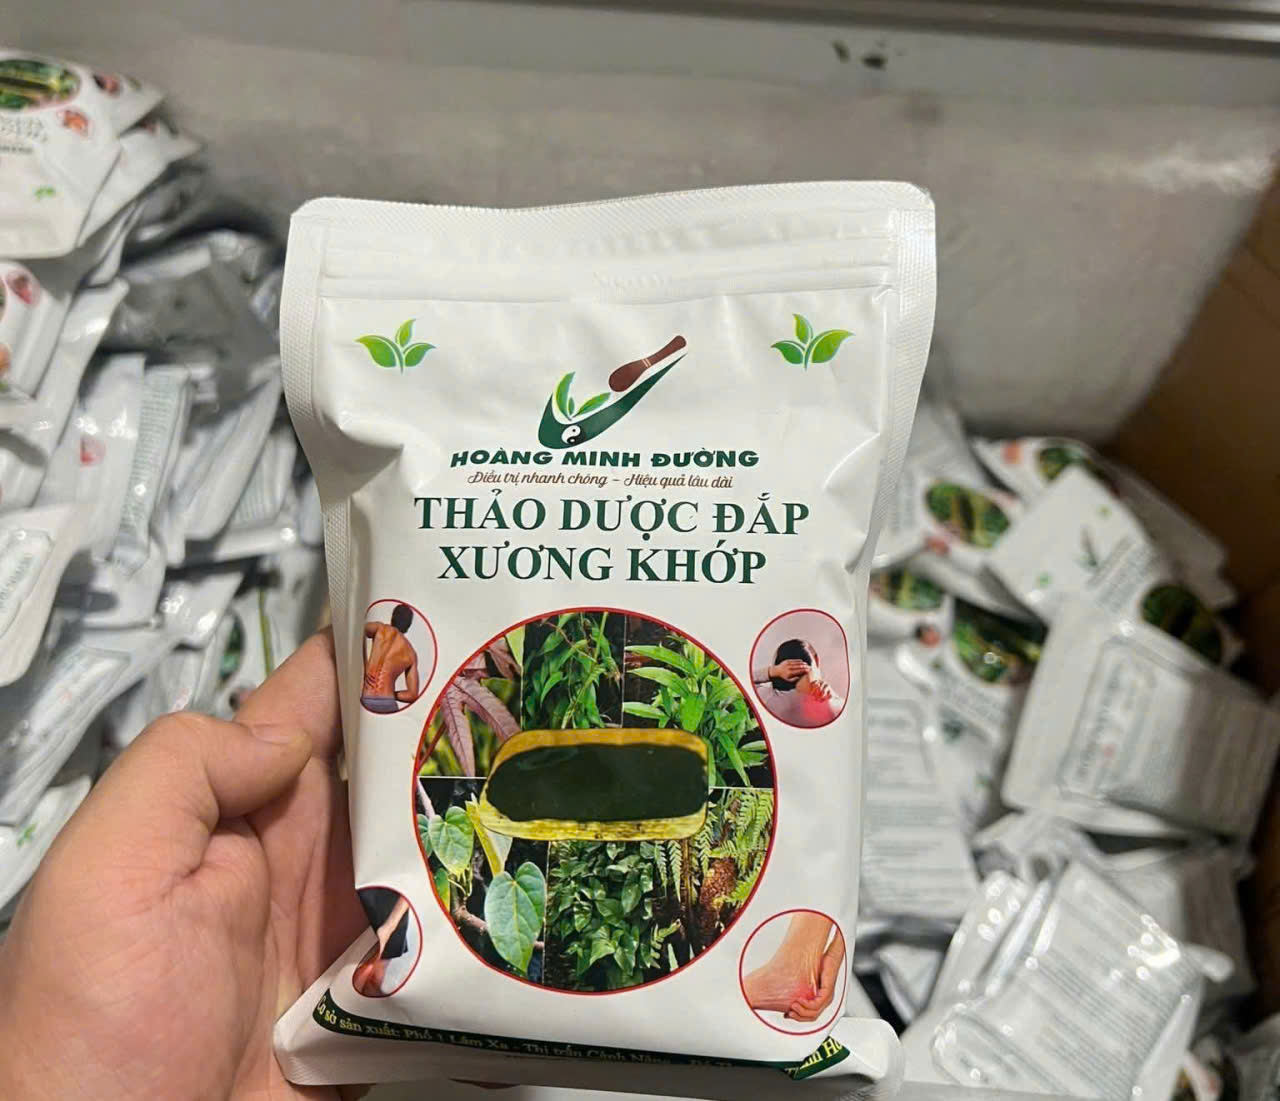 HOÀNG MINH ĐƯỜNG
Điều trị nhanh chóng – Hiệu quả lâu dài
THẢO DƯỢC ĐẮP
XƯƠNG KHỚP
Cơ sở sản xuất: Phố 1 Lâm Xa - Thị trấn Cành Nàng